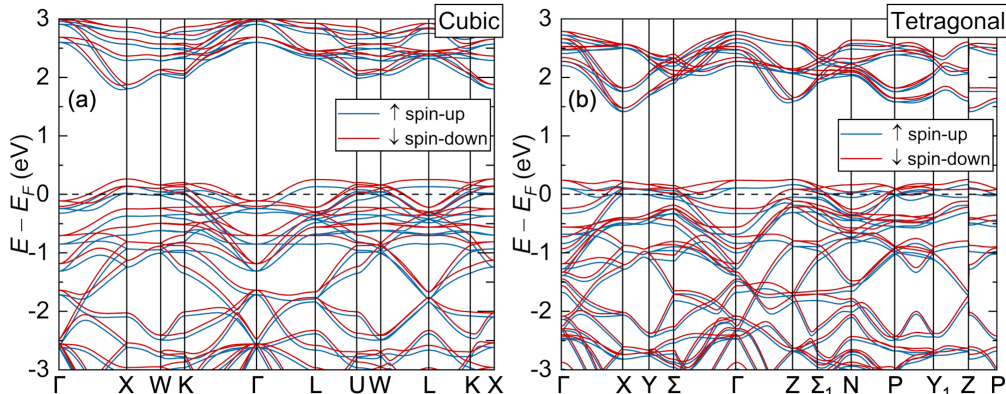 Cubic
Tetragonal
(a)
(b)
↑ spin-up
↓ spin-down
↑ spin-up
↓ spin-down
E − E_F (eV)
3
2
1
0
-1
-2
-3
Γ X W K Γ L U W L K X
E − E_F (eV)
3
2
1
0
-1
-2
-3
Γ X Y Σ Γ Z Σ₁ N P Y₁ Z P